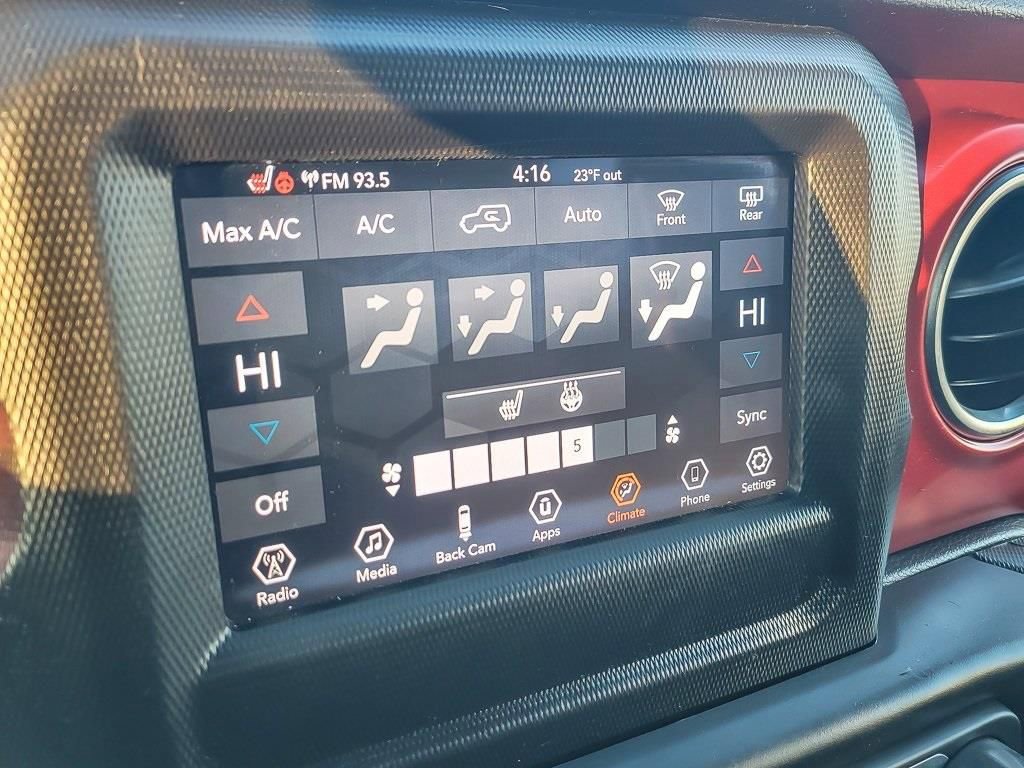 FM 93.5 4:16 23°F out
Max A/C A/C Auto Front Rear
HI HI
Sync
5
Off
Radio Media Back Cam Apps Climate Phone Settings